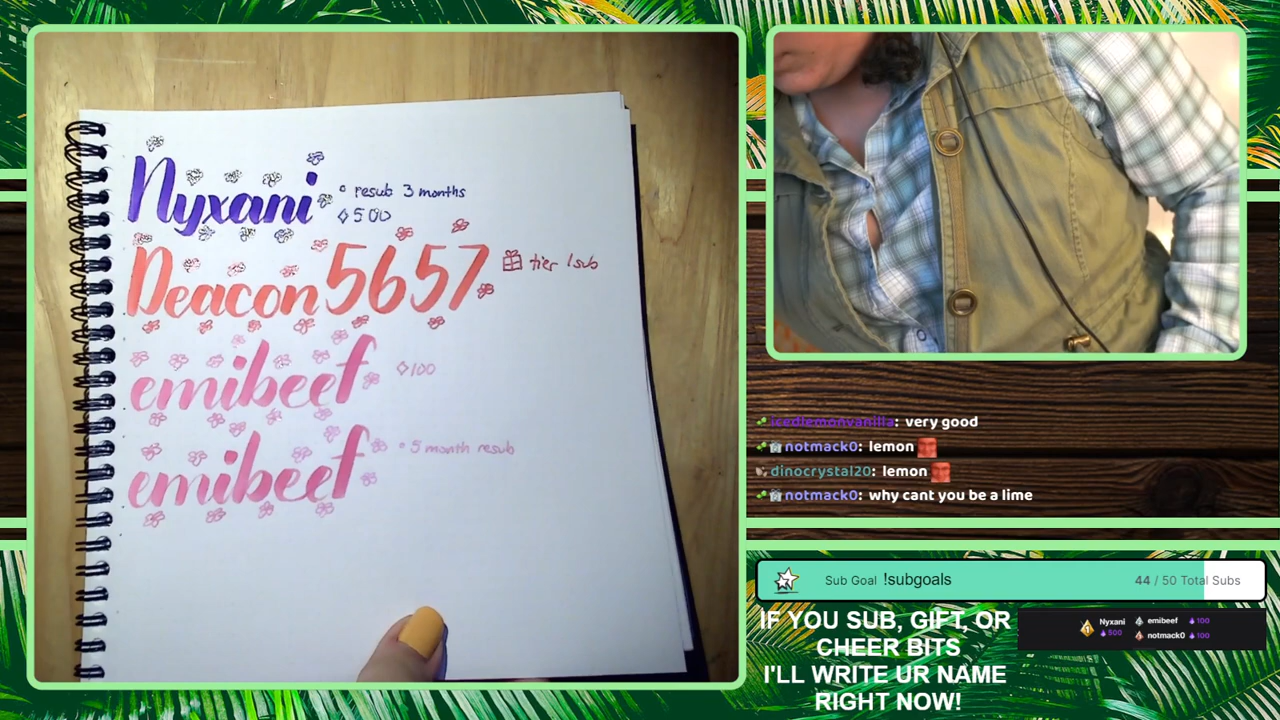 Nyxani
° resub 3 months
◇500
Deacon5657
tier 1 sub
emibeef
◇100
emibeef
° 5 month resub
icedlemonvanilla: very good
notmack0: lemon
dinocrystal20: lemon
notmack0: why cant you be a lime
Sub Goal !subgoals
44 / 50 Total Subs
IF YOU SUB, GIFT, OR
CHEER BITS
I'LL WRITE UR NAME
RIGHT NOW!
1
Nyxani
500
emibeef 100
notmack0 100